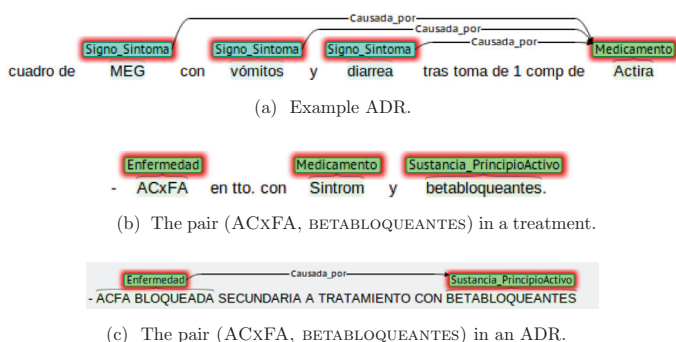 Causada_por
Causada_por
Causada_por
Signo_Sintoma Signo_Sintoma Signo_Sintoma Medicamento
cuadro de MEG con vómitos y diarrea tras toma de 1 comp de Actira
(a) Example ADR.
Enfermedad Medicamento Sustancia_PrincipioActivo
- ACxFA en tto. con Sintrom y betabloqueantes.
(b) The pair (ACxFA, BETABLOQUEANTES) in a treatment.
Causada_por
Enfermedad Sustancia_PrincipioActivo
- ACFA BLOQUEADA SECUNDARIA A TRATAMIENTO CON BETABLOQUEANTES
(c) The pair (ACxFA, BETABLOQUEANTES) in an ADR.